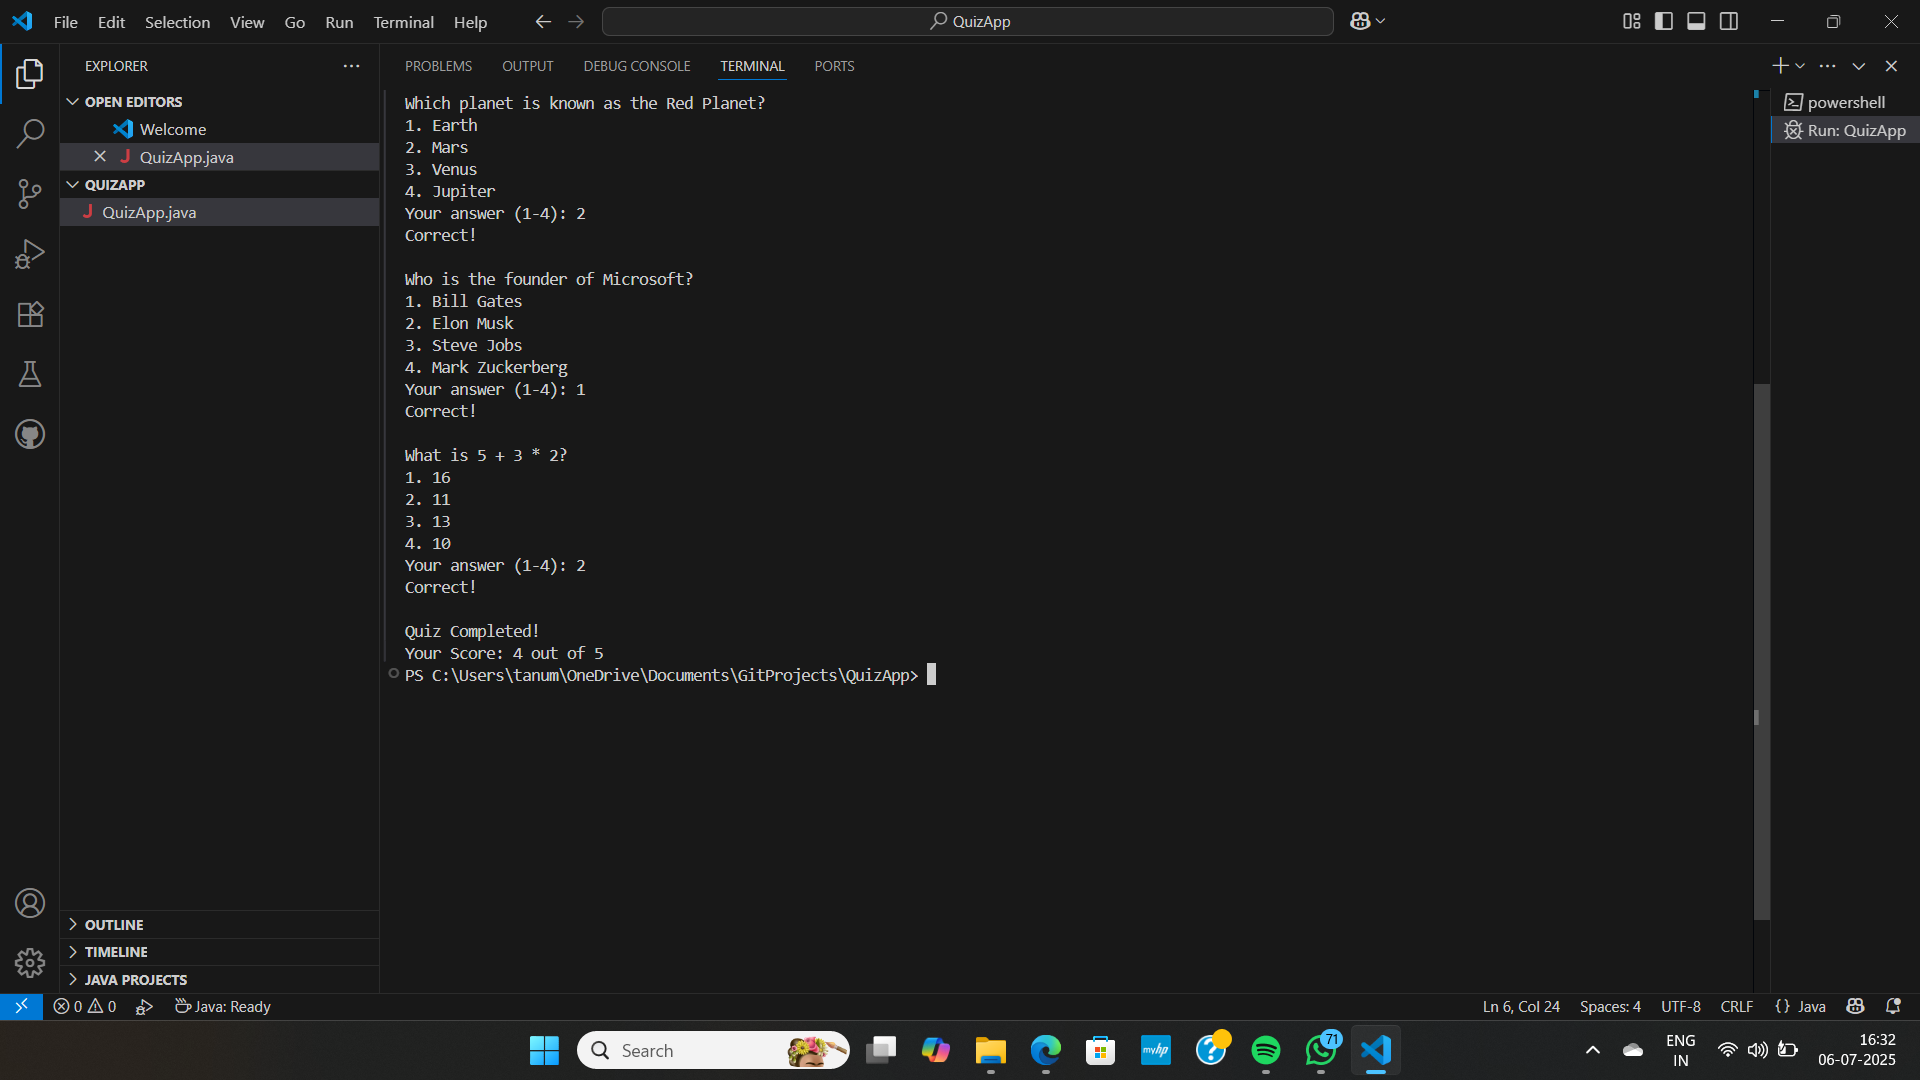 File Edit Selection View Go Run Terminal Help
QuizApp
EXPLORER
OPEN EDITORS
Welcome
J QuizApp.java
QUIZAPP
J QuizApp.java
OUTLINE
TIMELINE
JAVA PROJECTS
PROBLEMS OUTPUT DEBUG CONSOLE TERMINAL PORTS
Which planet is known as the Red Planet?
1. Earth
2. Mars
3. Venus
4. Jupiter
Your answer (1-4): 2
Correct!
Who is the founder of Microsoft?
1. Bill Gates
2. Elon Musk
3. Steve Jobs
4. Mark Zuckerberg
Your answer (1-4): 1
Correct!
What is 5 + 3 * 2?
1. 16
2. 11
3. 13
4. 10
Your answer (1-4): 2
Correct!
Quiz Completed!
Your Score: 4 out of 5
PS C:\Users\tanum\OneDrive\Documents\GitProjects\QuizApp>
powershell
Run: QuizApp
0 0 Java: Ready
Ln 6, Col 24 Spaces: 4 UTF-8 CRLF {} Java
Search
myhp
71
ENG
IN
16:32
06-07-2025